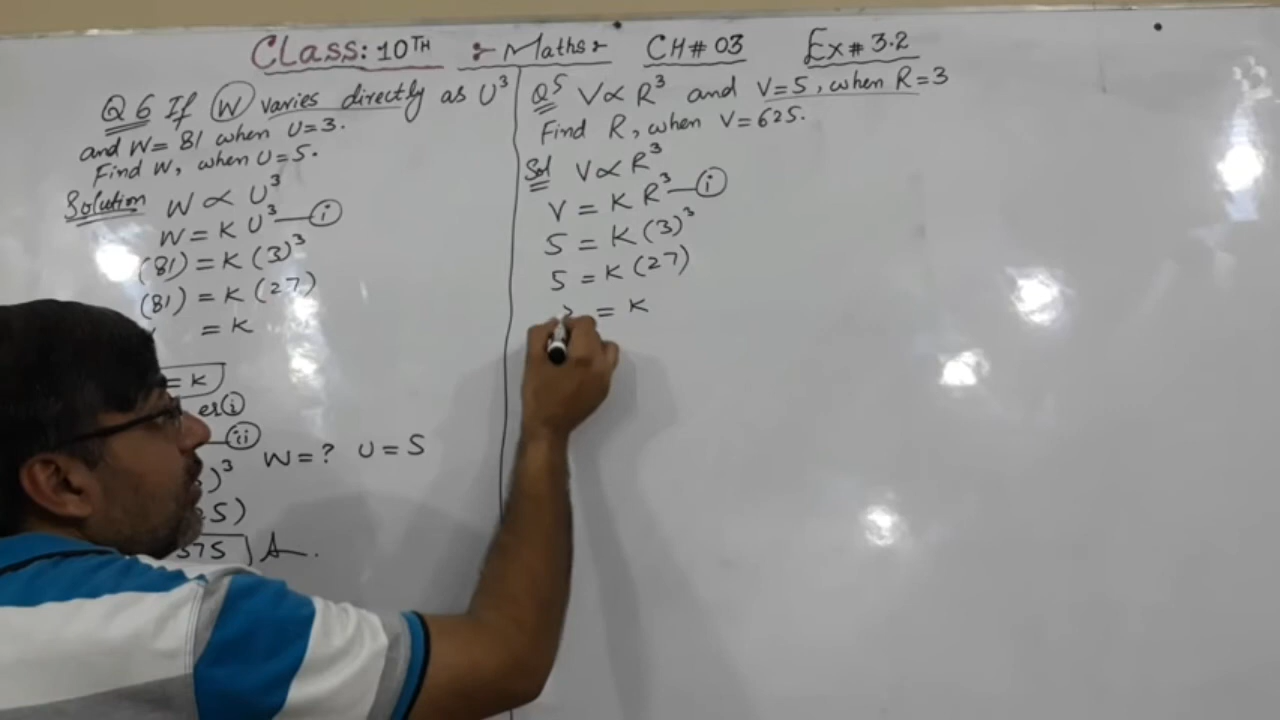 Class: 10TH :- Maths:- CH# 03 Ex# 3.2
Q6 If W varies directly as U³
and W= 81 when U=3.
Find W, when U=5.
Solution W ∝ U³
W = K U³ — i
(81) = K (3)³
(81) = K (27)
= K
= K
i
ii
W = ? U = 5
)³
5)
375
Q5 V ∝ R³ and V=5, when R=3
Find R, when V=625.
Sol V ∝ R³
V = K R³ — i
5 = K (3)³
5 = K (27)
= K